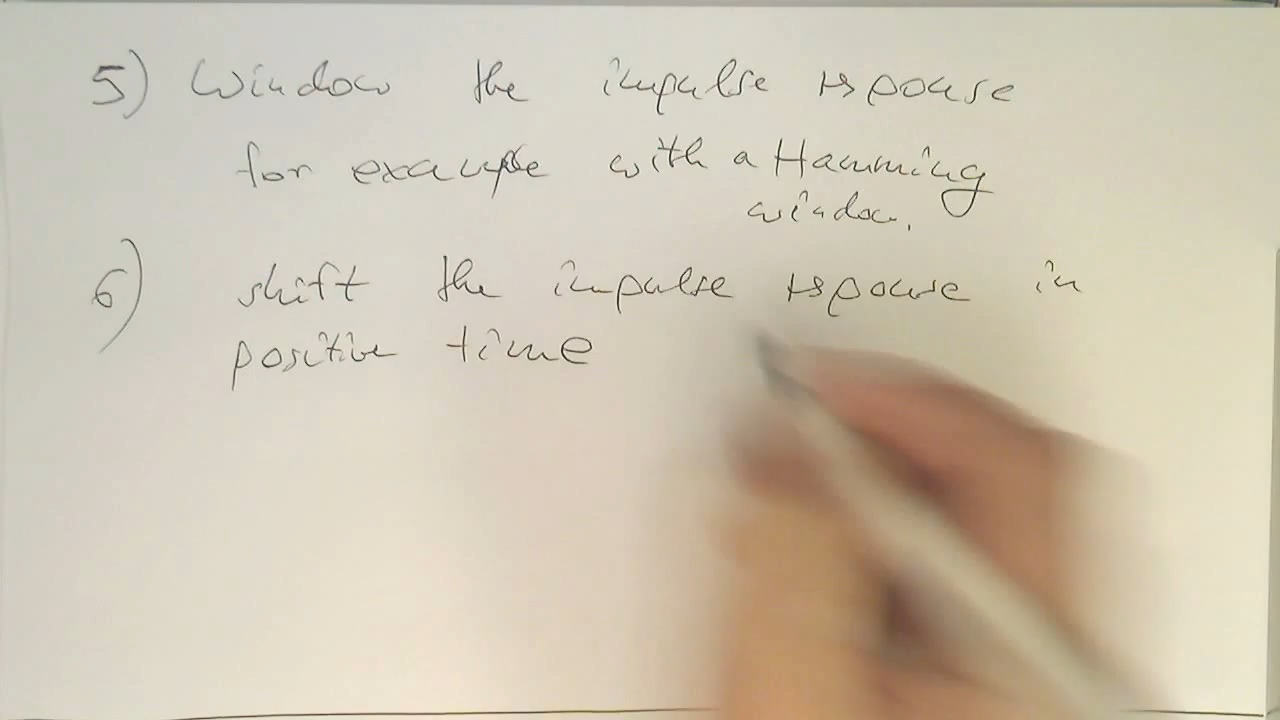 5) Window the impulse response
for example with a Hamming
window.
6) shift the impulse response in
positive time